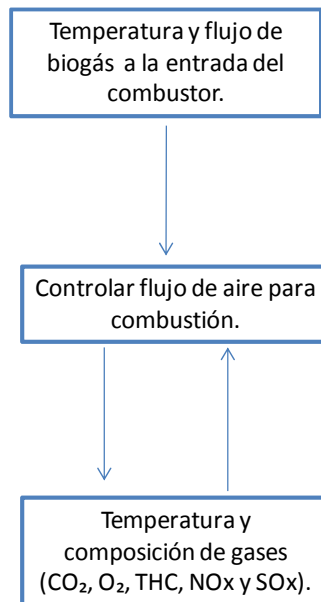 Temperatura y flujo de
biogás a la entrada del
combustor.
Controlar flujo de aire para
combustión.
Temperatura y
composición de gases
(CO₂, O₂, THC, NOx y SOx).